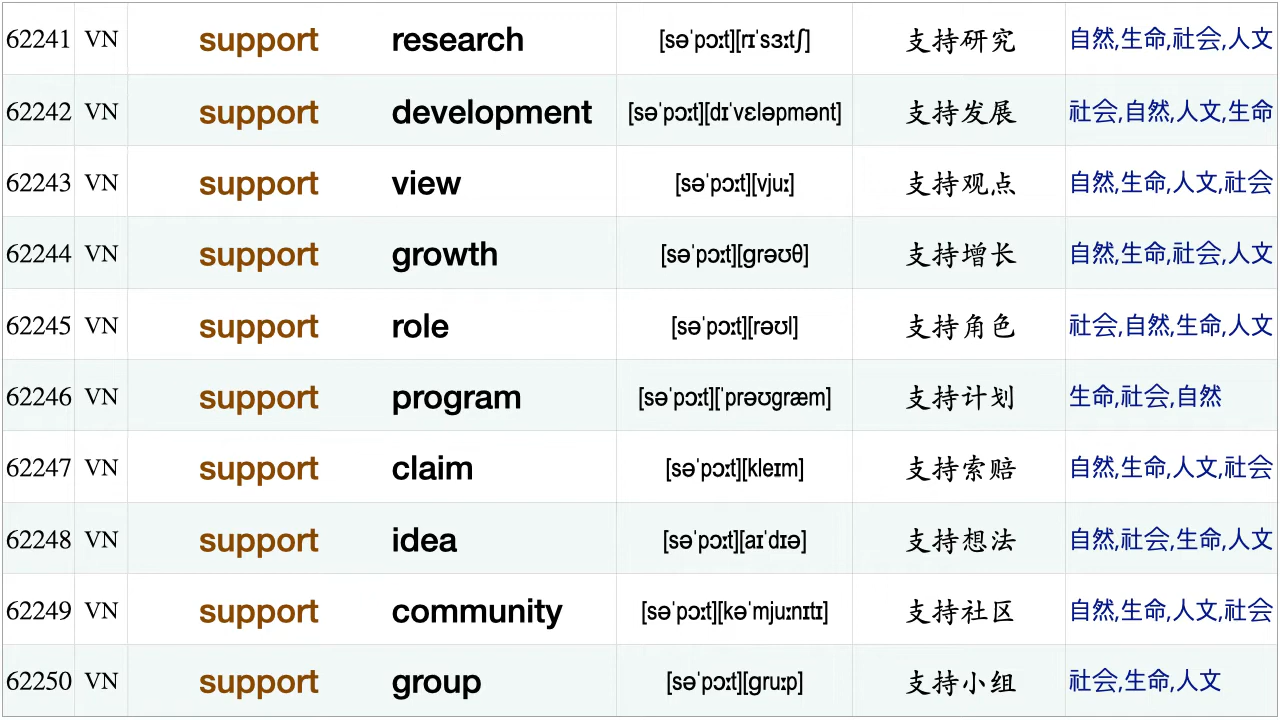 62241 VN support research [səˈpɔːt][rɪˈsɜːtʃ] 支持研究 自然,生命,社会,人文
62242 VN support development [səˈpɔːt][dɪˈvɛləpmənt] 支持发展 社会,自然,人文,生命
62243 VN support view [səˈpɔːt][vjuː] 支持观点 自然,生命,人文,社会
62244 VN support growth [səˈpɔːt][grəʊθ] 支持增长 自然,生命,社会,人文
62245 VN support role [səˈpɔːt][rəʊl] 支持角色 社会,自然,生命,人文
62246 VN support program [səˈpɔːt][ˈprəʊgræm] 支持计划 生命,社会,自然
62247 VN support claim [səˈpɔːt][kleɪm] 支持索赔 自然,生命,人文,社会
62248 VN support idea [səˈpɔːt][aɪˈdɪə] 支持想法 自然,社会,生命,人文
62249 VN support community [səˈpɔːt][kəˈmjuːnɪtɪ] 支持社区 自然,生命,人文,社会
62250 VN support group [səˈpɔːt][gruːp] 支持小组 社会,生命,人文